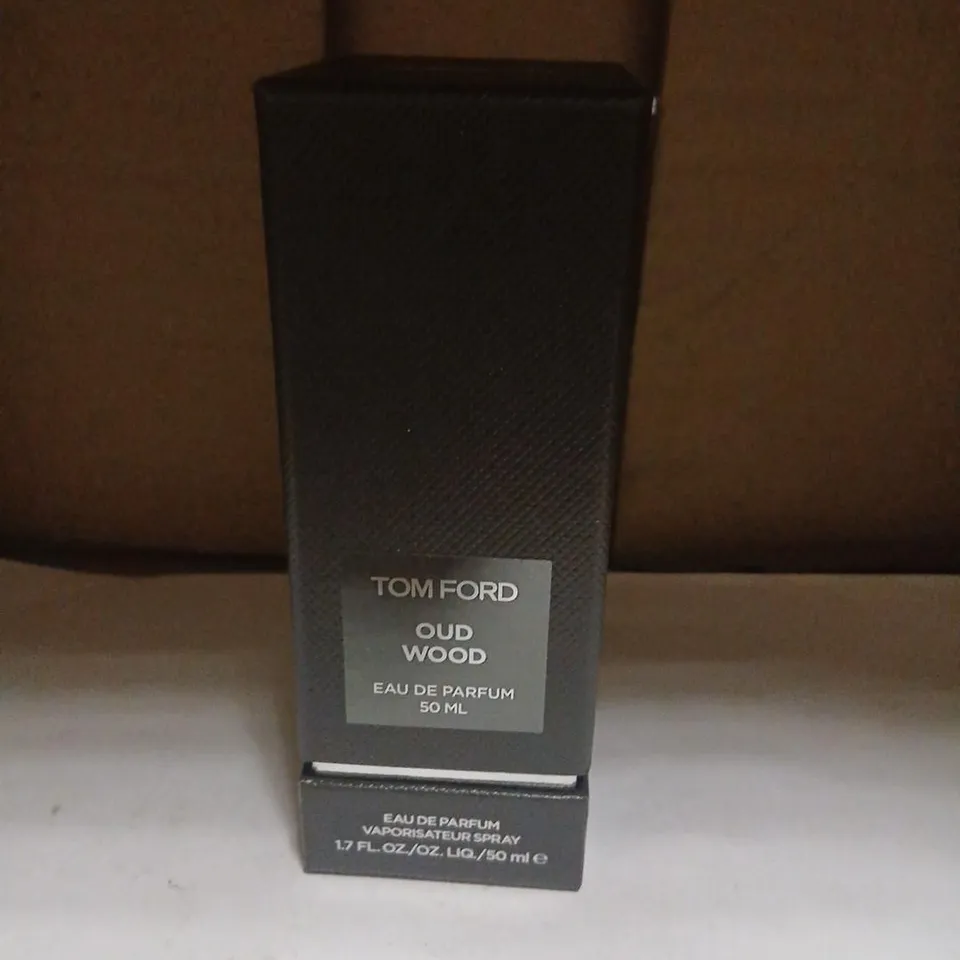 TOM FORD
OUD
WOOD
EAU DE PARFUM
50 ML
EAU DE PARFUM
VAPORISATEUR SPRAY
1.7 FL. OZ./OZ. LIQ./50 ml ℮